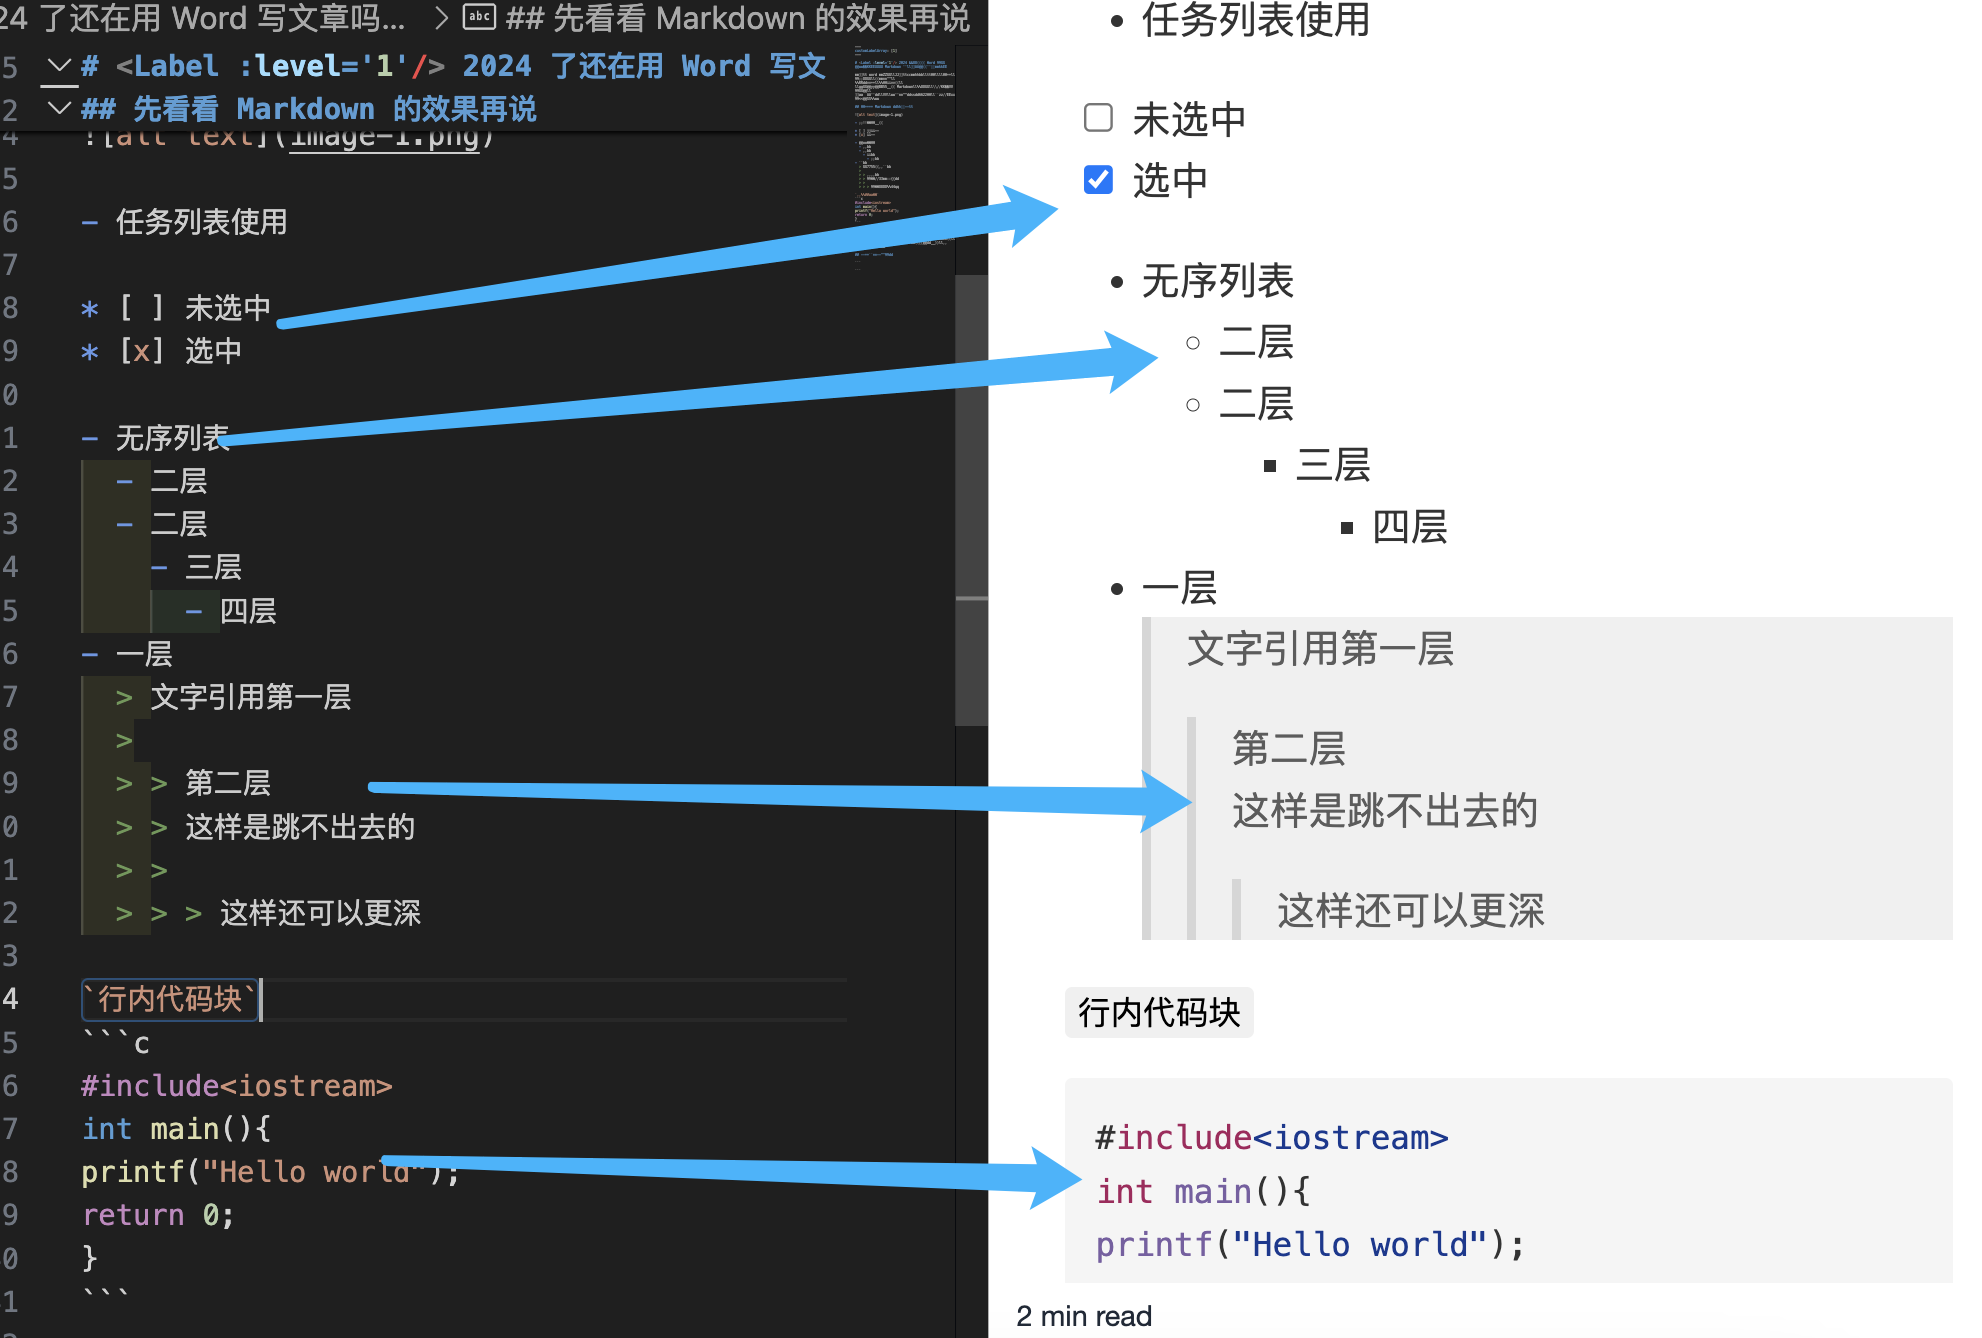 24 了还在用 Word 写文章吗... > abc ## 先看看 Markdown 的效果再说
5 # <Label :level='1'/> 2024 了还在用 Word 写文
2 ## 先看看 Markdown 的效果再说
4 ![alt text](image-1.png)
5
6 - 任务列表使用
7
8 * [ ] 未选中
9 * [x] 选中
0
1 - 无序列表
2 - 二层
3 - 二层
4 - 三层
5 - 四层
6 - 一层
7 > 文字引用第一层
8 >
9 > > 第二层
0 > > 这样是跳不出去的
1 > >
2 > > > 这样还可以更深
3
4 `行内代码块`
5 ```c
6 #include<iostream>
7 int main(){
8 printf("Hello world");
9 return 0;
0 }
1 ```
• 任务列表使用
未选中
选中
• 无序列表
○ 二层
○ 二层
▪ 三层
▪ 四层
• 一层
文字引用第一层
第二层
这样是跳不出去的
这样还可以更深
行内代码块
#include<iostream>
int main(){
printf("Hello world");
2 min read